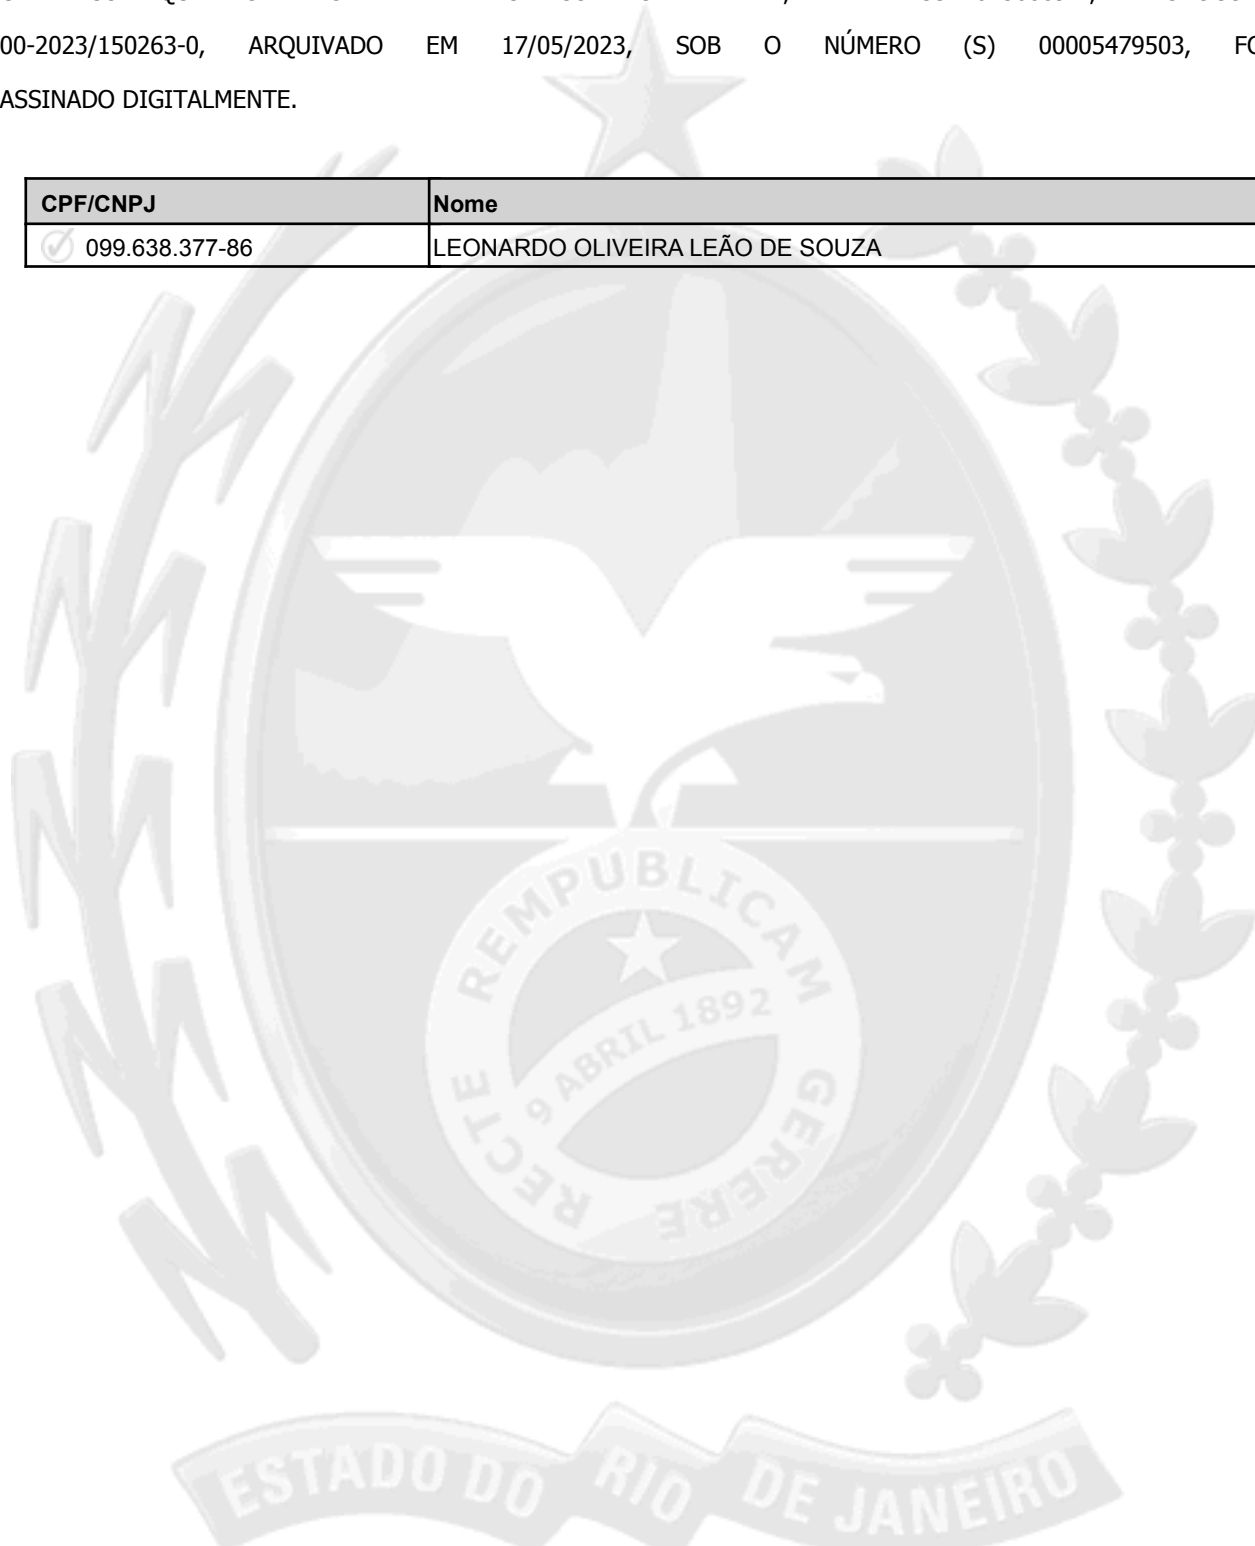 00-2023/150263-0, ARQUIVADO EM 17/05/2023, SOB O NÚMERO (S) 00005479503,
ASSINADO DIGITALMENTE.
CPF/CNPJ Nome
099.638.377-86 LEONARDO OLIVEIRA LEÃO DE SOUZA
REMPUBLICAM
9 ABRIL 1892
RECTE GERERE
ESTADO DO RIO DE JANEIRO